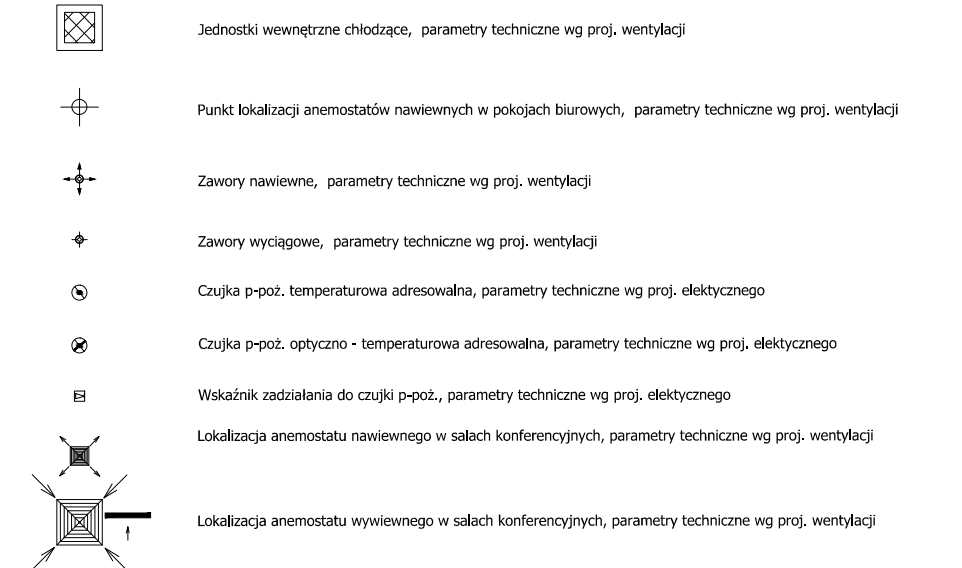 Jednostki wewnętrzne chłodzące, parametry techniczne wg proj. wentylacji
Punkt lokalizacji anemostatów nawiewnych w pokojach biurowych, parametry techniczne wg proj. wentylacji
Zawory nawiewne, parametry techniczne wg proj. wentylacji
Zawory wyciągowe, parametry techniczne wg proj. wentylacji
Czujka p-poż. temperaturowa adresowalna, parametry techniczne wg proj. elektycznego
Czujka p-poż. optyczno - temperaturowa adresowalna, parametry techniczne wg proj. elektycznego
Wskaźnik zadziałania do czujki p-poż., parametry techniczne wg proj. elektycznego
Lokalizacja anemostatu nawiewnego w salach konferencyjnych, parametry techniczne wg proj. wentylacji
Lokalizacja anemostatu wywiewnego w salach konferencyjnych, parametry techniczne wg proj. wentylacji